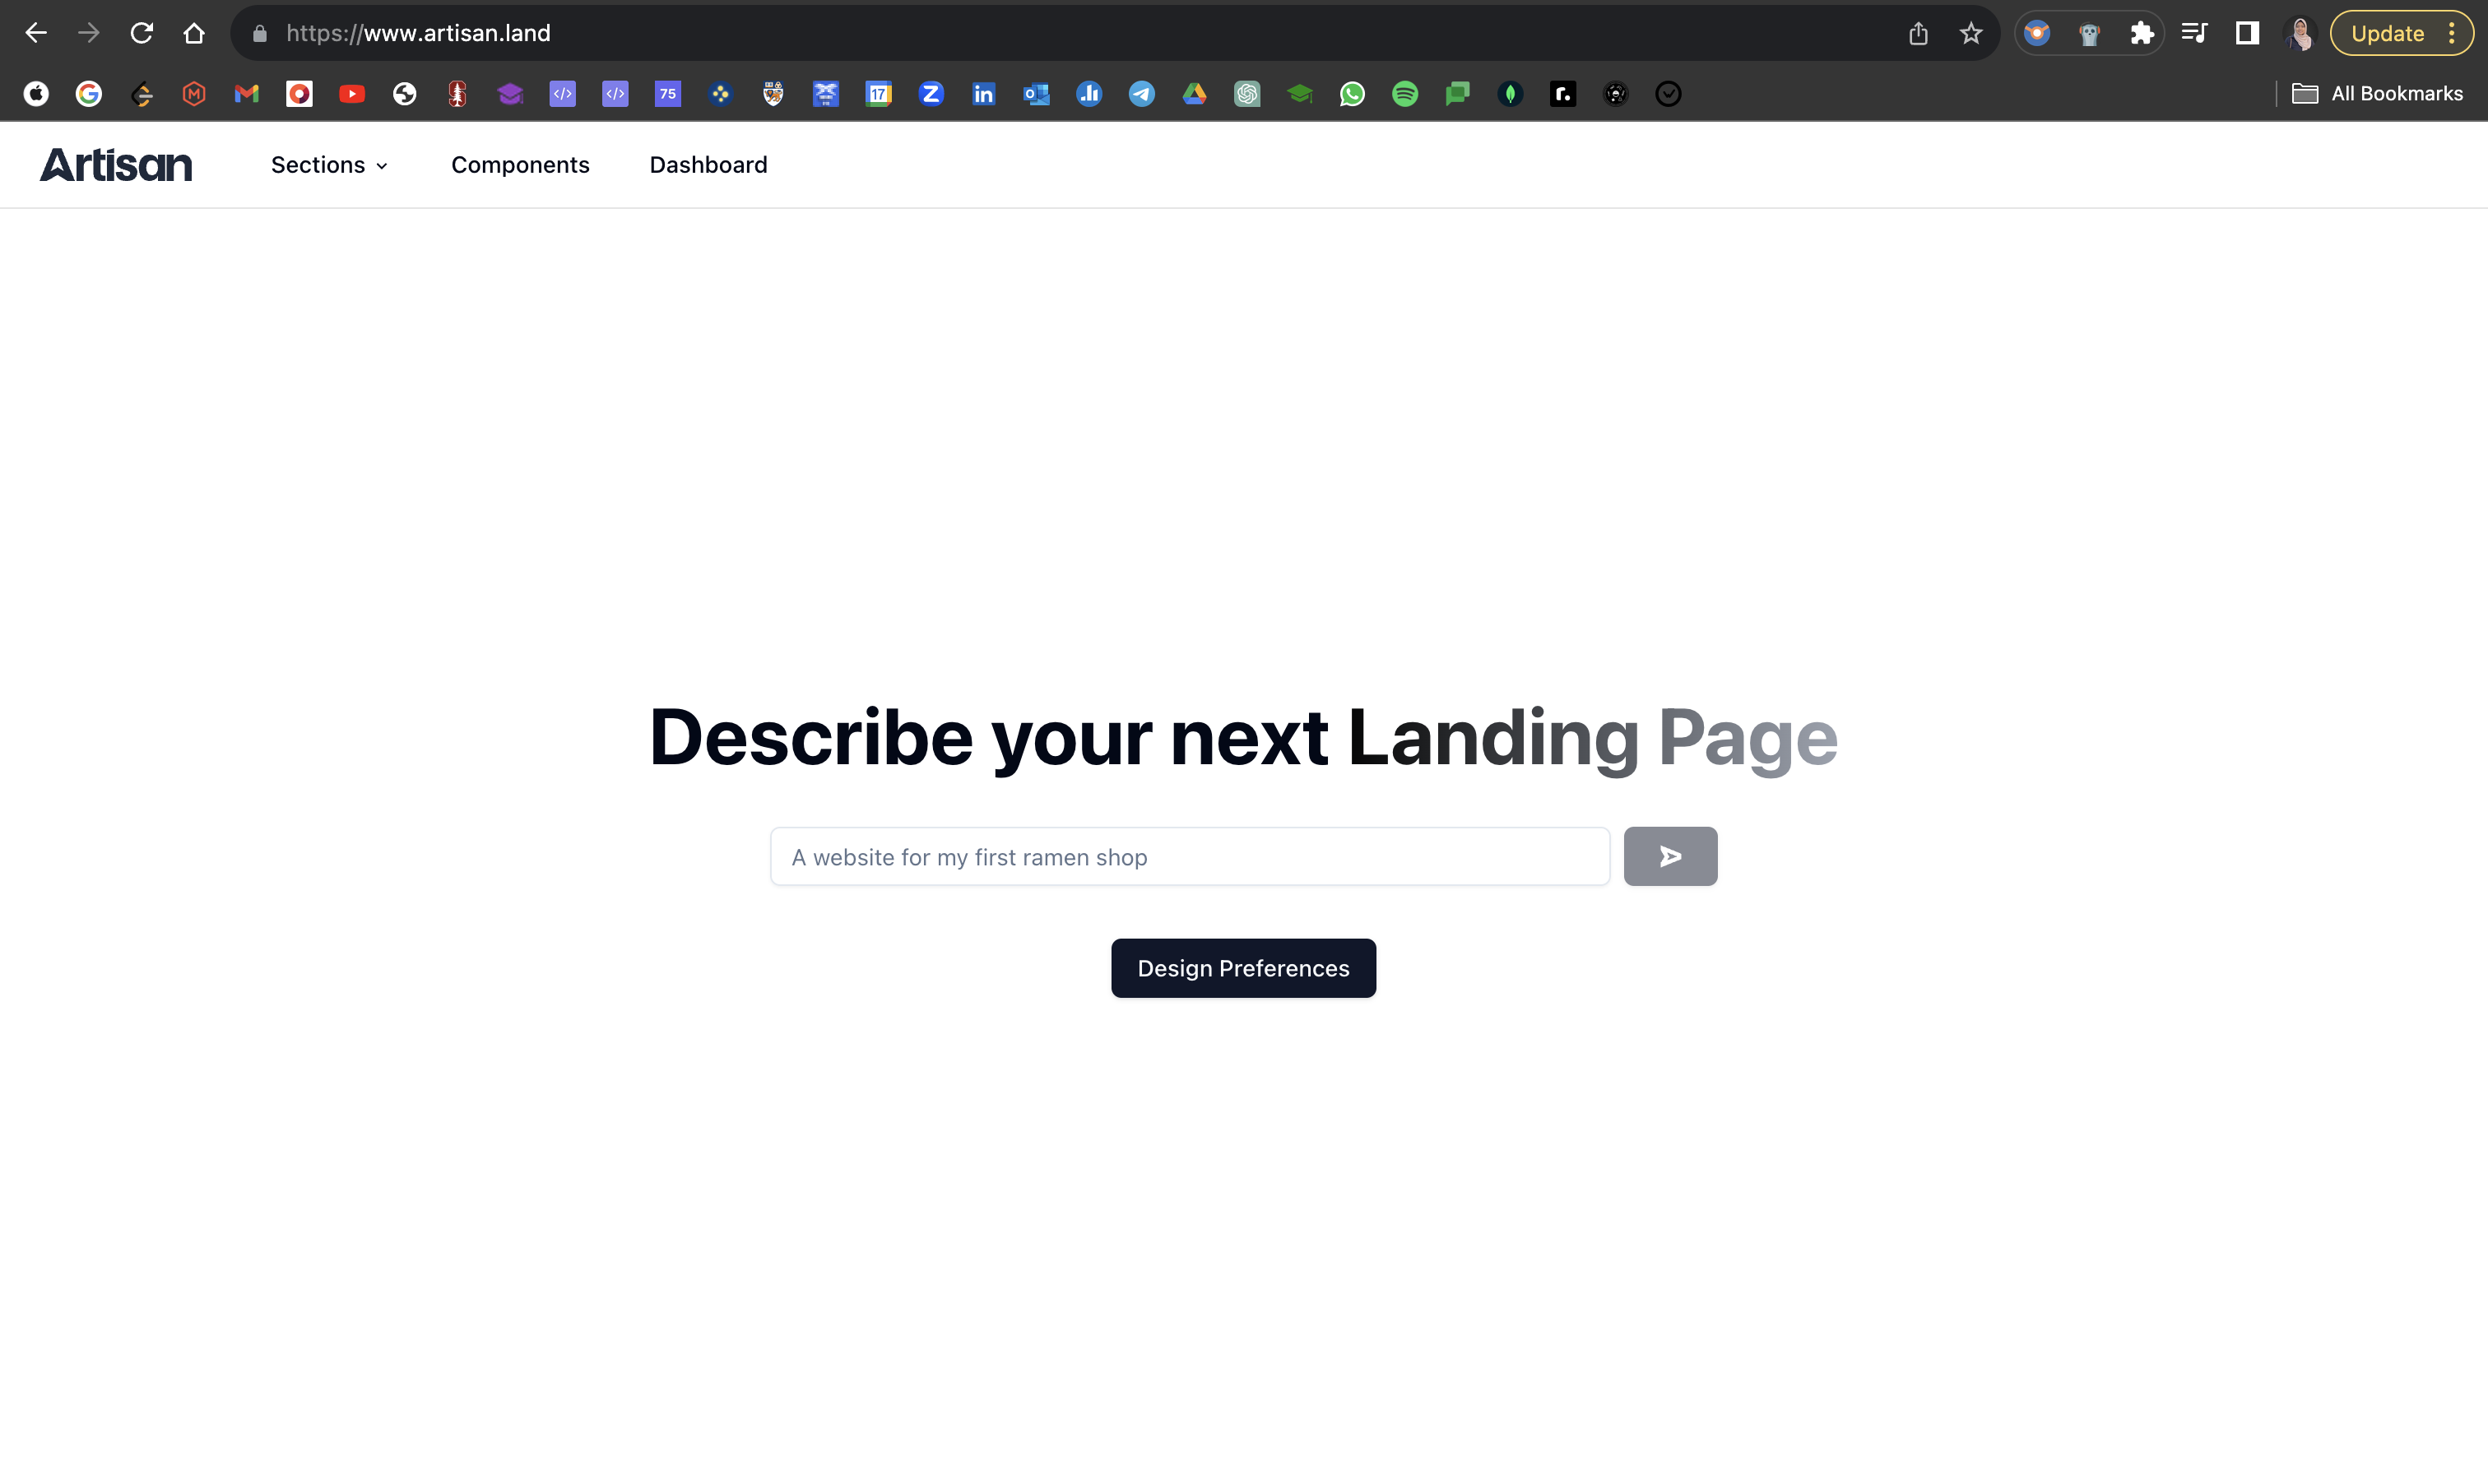 https://www.artisan.land
Update
75
17
All Bookmarks
Artisan
Sections
Components
Dashboard
Describe your next Landing Page
A website for my first ramen shop
Design Preferences